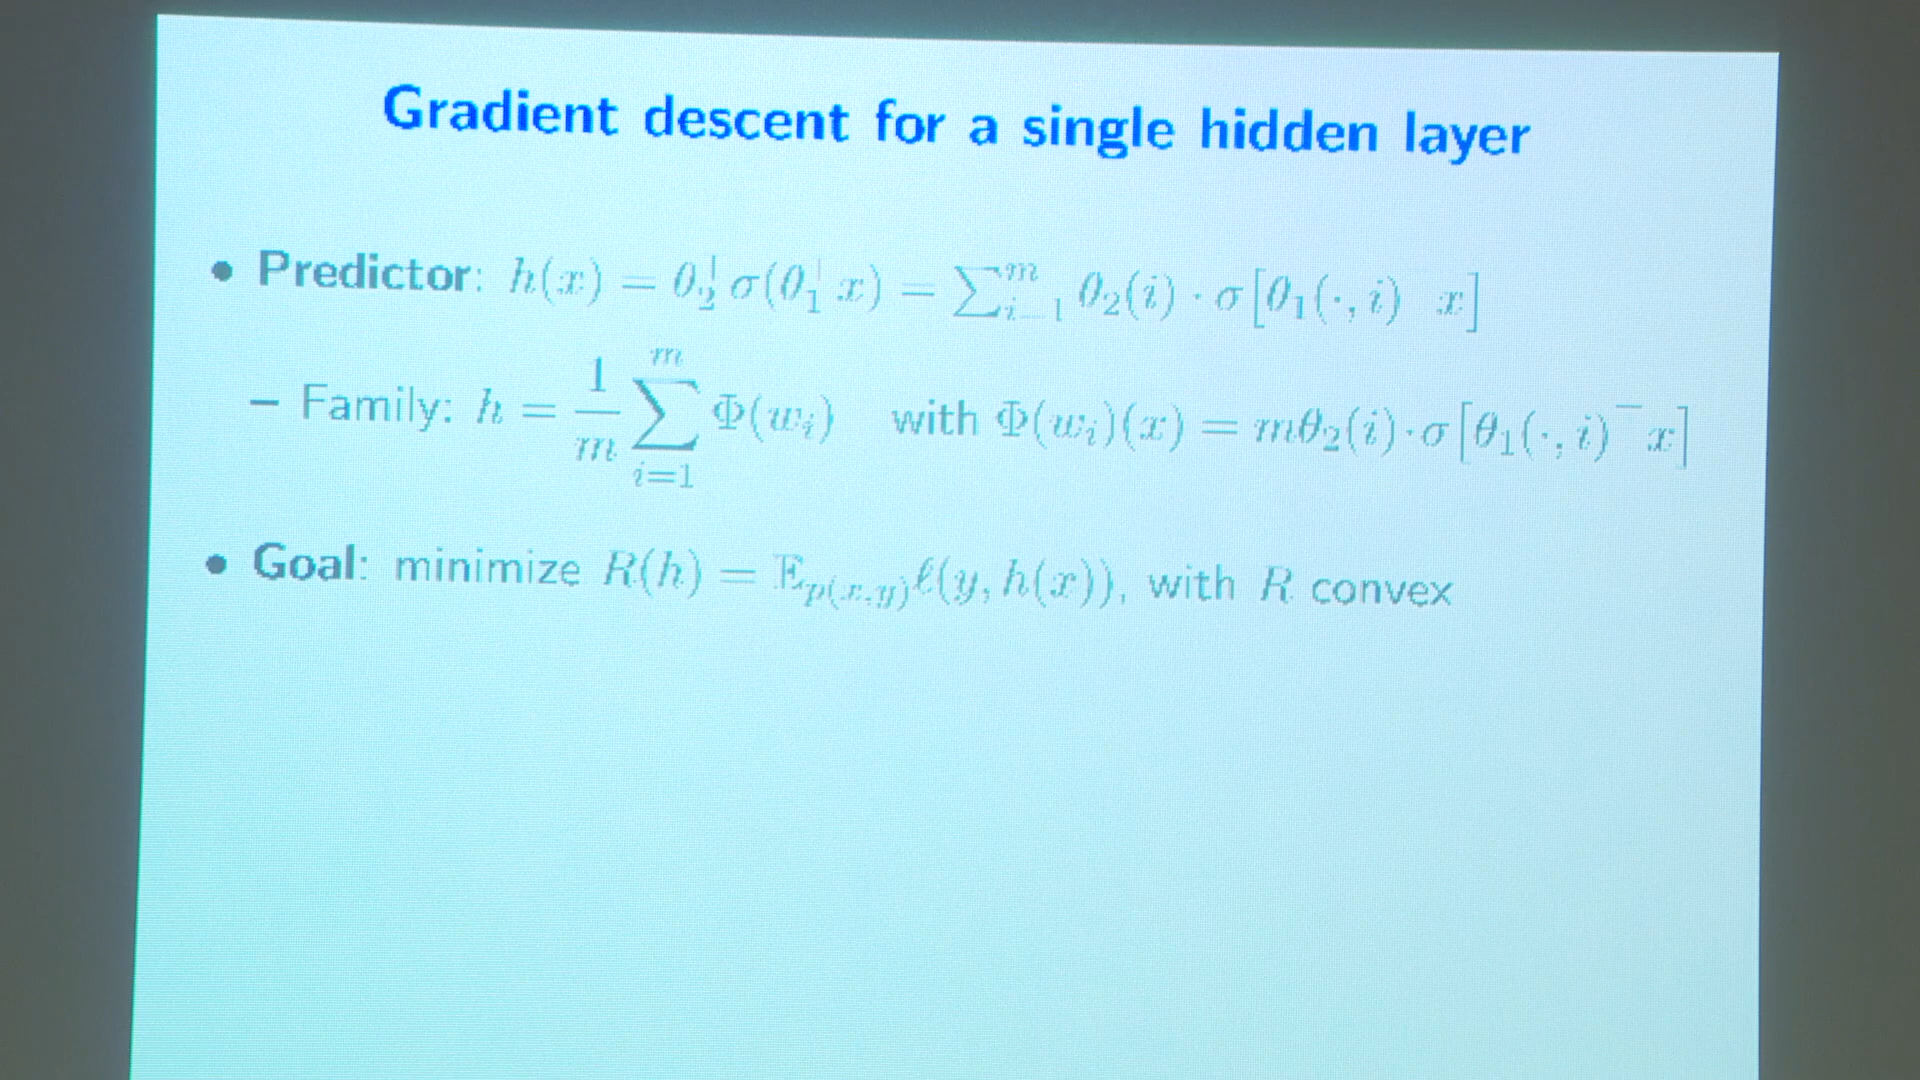 Gradient descent for a single hidden layer
• Predictor: h(x) = θ₂⊤σ(θ₁⊤x) = ∑ᵢ₌₁ᵐ θ₂(i) · σ[θ₁(·, i)⊤x]
– Family: h = 1/m ∑ᵢ₌₁ᵐ Φ(wᵢ) with Φ(wᵢ)(x) = mθ₂(i)·σ[θ₁(·, i)⊤x]
• Goal: minimize R(h) = 𝔼ₚ₍ₓ,ᵧ₎ℓ(y, h(x)), with R convex